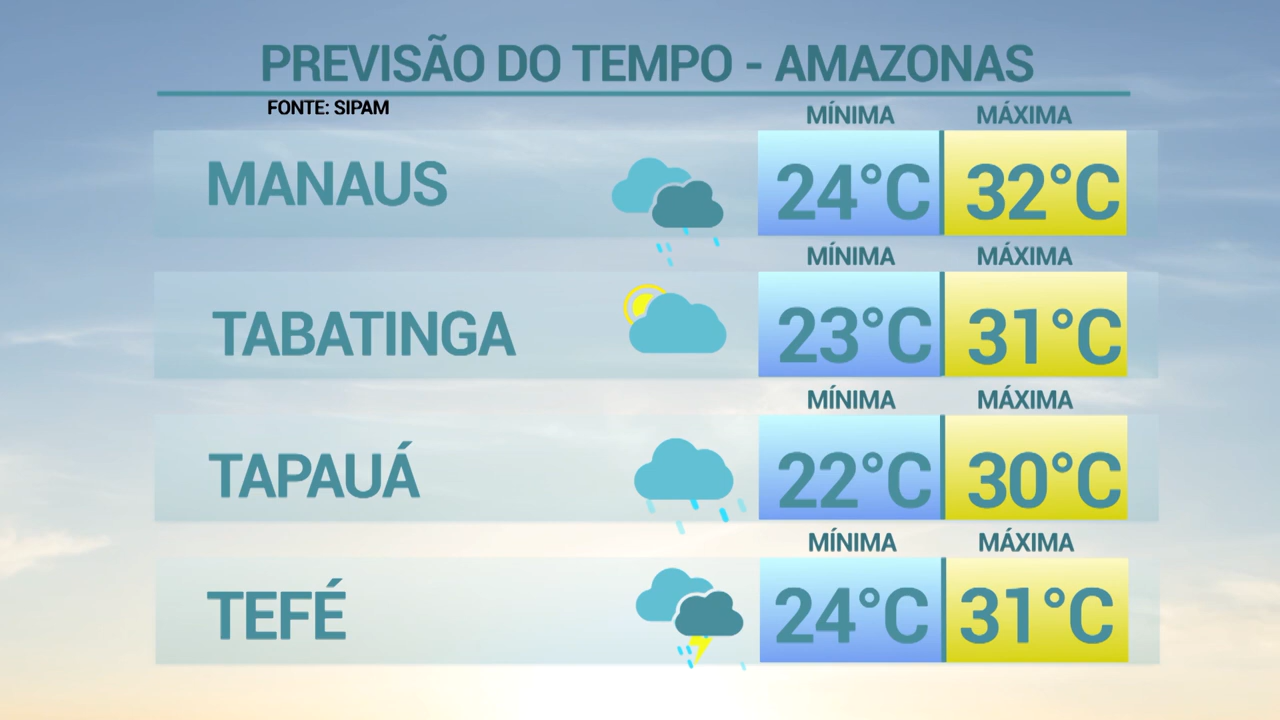 PREVISÃO DO TEMPO - AMAZONAS
FONTE: SIPAM
MÍNIMA MÁXIMA
MANAUS 24°C 32°C
MÍNIMA MÁXIMA
TABATINGA 23°C 31°C
MÍNIMA MÁXIMA
TAPAUÁ 22°C 30°C
MÍNIMA MÁXIMA
TEFÉ 24°C 31°C